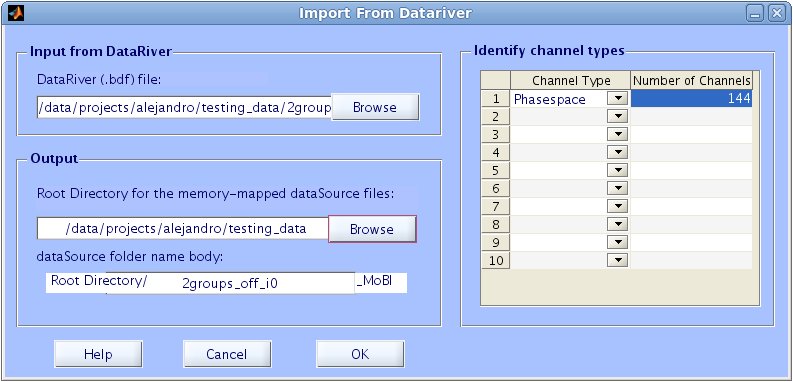 Import From Datariver
Input from DataRiver
DataRiver (.bdf) file:
/data/projects/alejandro/testing_data/2group
Browse
Output
Root Directory for the memory-mapped dataSource files:
/data/projects/alejandro/testing_data
Browse
dataSource folder name body:
Root Directory/ 2groups_off_i0 _MoBI
Help Cancel OK
Identify channel types
Channel Type Number of Channels
1 Phasespace 144
2
3
4
5
6
7
8
9
10